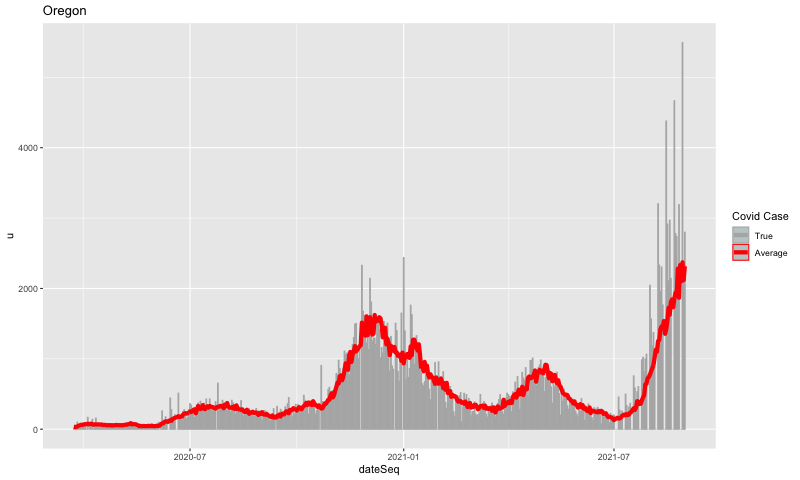 Oregon
u
4000
2000
0
2020-07
2021-01
2021-07
dateSeq
Covid Case
True
Average